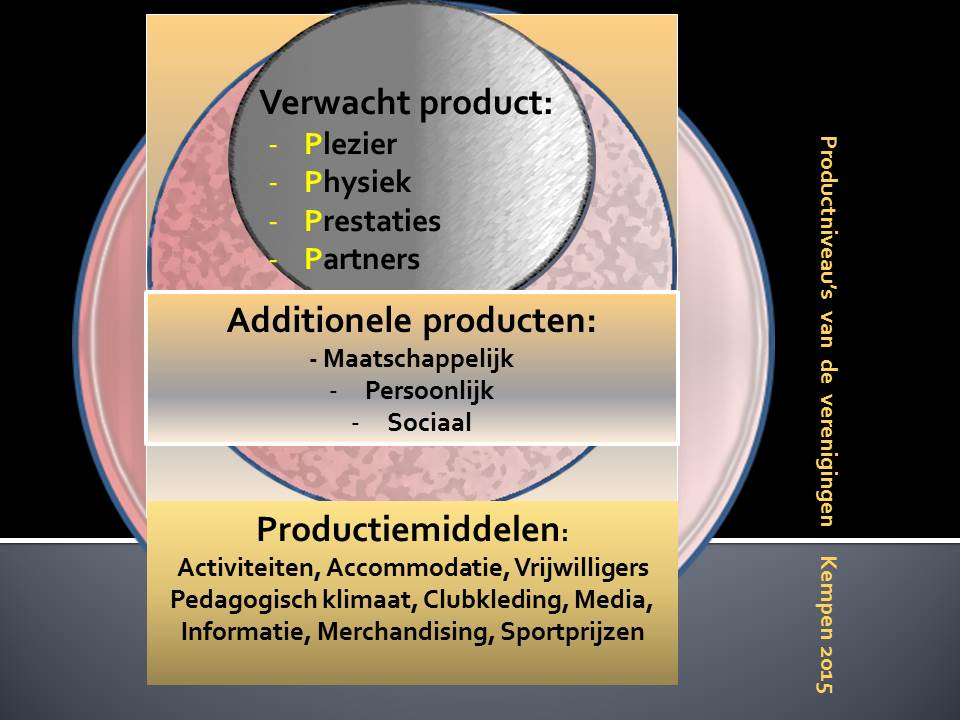 Verwacht product:
- Plezier
- Physiek
- Prestaties
- Partners
Additionele producten:
- Maatschappelijk
- Persoonlijk
- Sociaal
Productiemiddelen:
Activiteiten, Accommodatie, Vrijwilligers
Pedagogisch klimaat, Clubkleding, Media,
Informatie, Merchandising, Sportprijzen
Productniveau’s van de verenigingen Kempen 2015